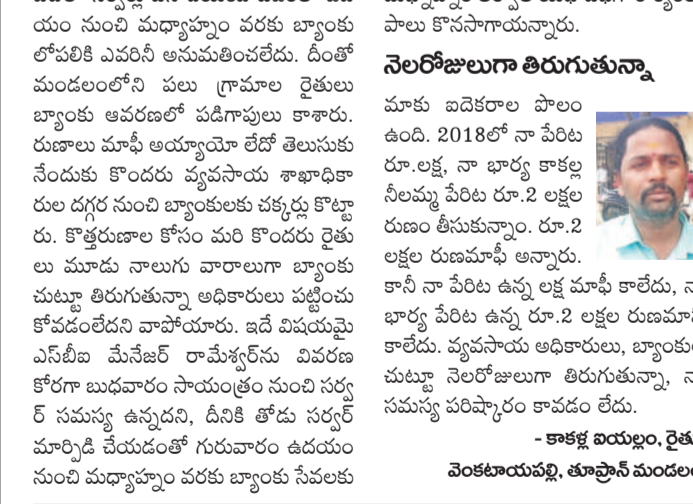 యం నుంచి మధ్యాహ్నం వరకు బ్యాంకు
లోపలికి ఎవరినీ అనుమతించలేదు. దీంతో
మండలంలోని పలు గ్రామాల రైతులు
బ్యాంకు ఆవరణలో పడిగాపులు కాశారు.
రుణాలు మాఫీ అయ్యాయో లేదో తెలుసుకు
నేందుకు కొందరు వ్యవసాయ శాఖాధికా
రుల దగ్గర నుంచి బ్యాంకులకు చక్కర్లు కొట్టా
రు. కొత్తరుణాల కోసం మరి కొందరు రైతు
లు మూడు నాలుగు వారాలుగా బ్యాంకు
చుట్టూ తిరుగుతున్నా అధికారులు పట్టించు
కోవడంలేదని వాపోయారు. ఇదే విషయమై
ఎస్‌బీఐ మేనేజర్ రామేశ్వర్‌ను వివరణ
కోరగా బుధవారం సాయంత్రం నుంచి సర్వ
ర్ సమస్య ఉన్నదని, దీనికి తోడు సర్వర్
మార్పిడి చేయడంతో గురువారం ఉదయం
నుంచి మధ్యాహ్నం వరకు బ్యాంకు సేవలకు
పాలు కొనసాగాయన్నారు.
నెలరోజులుగా తిరుగుతున్నా
మాకు ఐదెకరాల పొలం
ఉంది. 2018లో నా పేరిట
రూ.లక్ష, నా భార్య కాకల్ల
నీలమ్మ పేరిట రూ.2 లక్షల
రుణం తీసుకున్నాం. రూ.2
లక్షల రుణమాఫీ అన్నారు.
కానీ నా పేరిట ఉన్న లక్ష మాఫీ కాలేదు,
భార్య పేరిట ఉన్న రూ.2 లక్షల
కాలేదు. వ్యవసాయ అధికారులు,
చుట్టూ నెలరోజులుగా తిరుగుతున్నా,
సమస్య పరిష్కారం కావడం లేదు.
- కాకళ్ల ఐయల్లం, రైతు
వెంకటాయపల్లి, తూప్రాన్